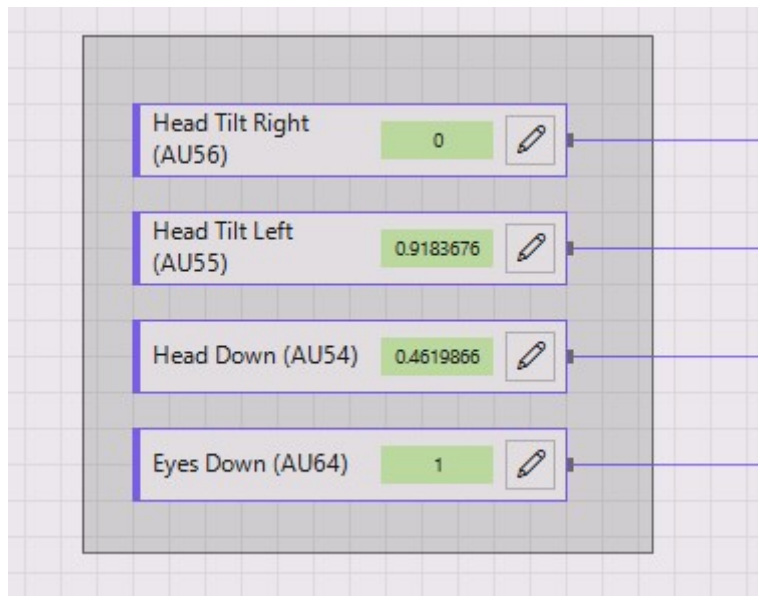 Head Tilt Right
(AU56)
0
Head Tilt Left
(AU55)
0.9183676
Head Down (AU54)
0.4619866
Eyes Down (AU64)
1